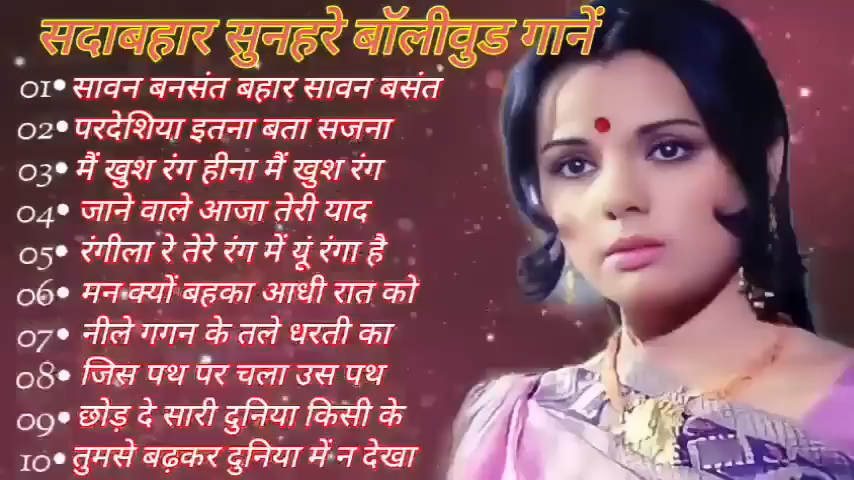 सदाबहार सुनहरे बॉलीवुड गानें
01• सावन बनसंत बहार सावन बसंत
02• परदेशिया इतना बता सजना
03• मैं खुश रंग हीना मैं खुश रंग
04• जाने वाले आजा तेरी याद
05• रंगीला रे तेरे रंग में यूं रंगा है
06• मन क्यों बहका आधी रात को
07• नीले गगन के तले धरती का
08• जिस पथ पर चला उस पथ
09• छोड़ दे सारी दुनिया किसी के
10• तुमसे बढ़कर दुनिया में न देखा